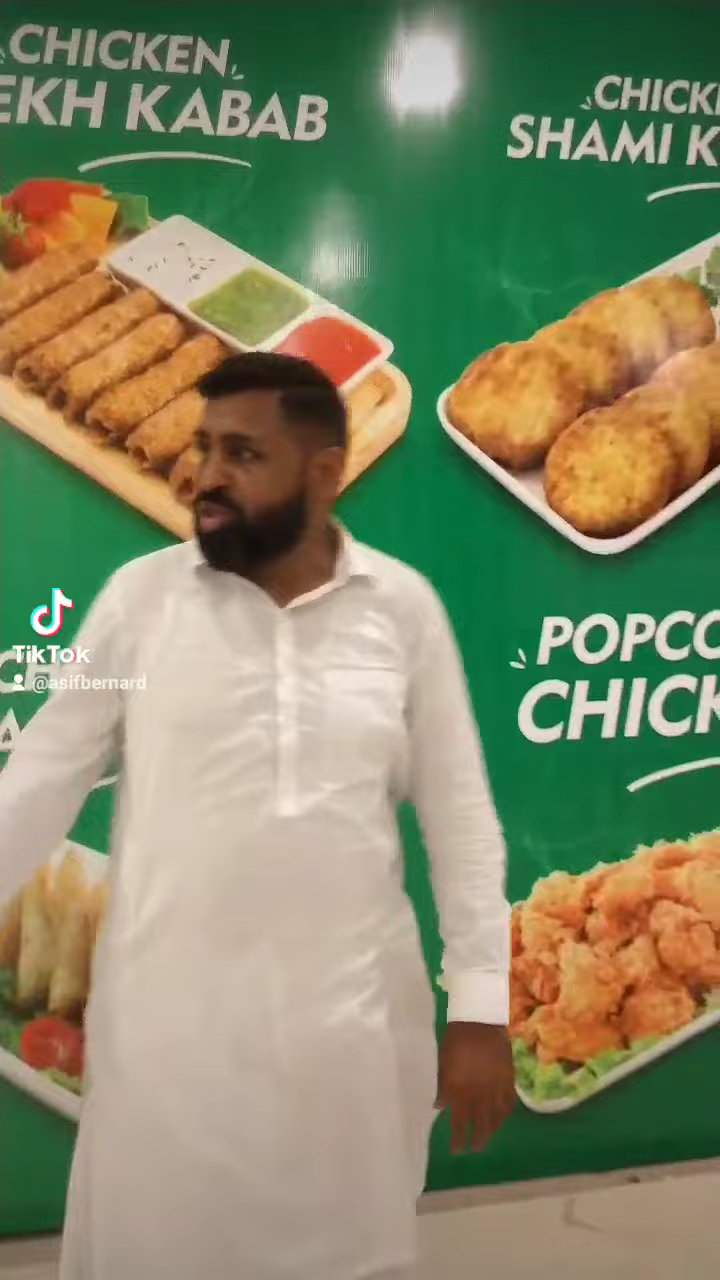 CHICKEN
EKH KABAB
CHICK
SHAMI K
TikTok
@asifbernard
POPCO
CHICK